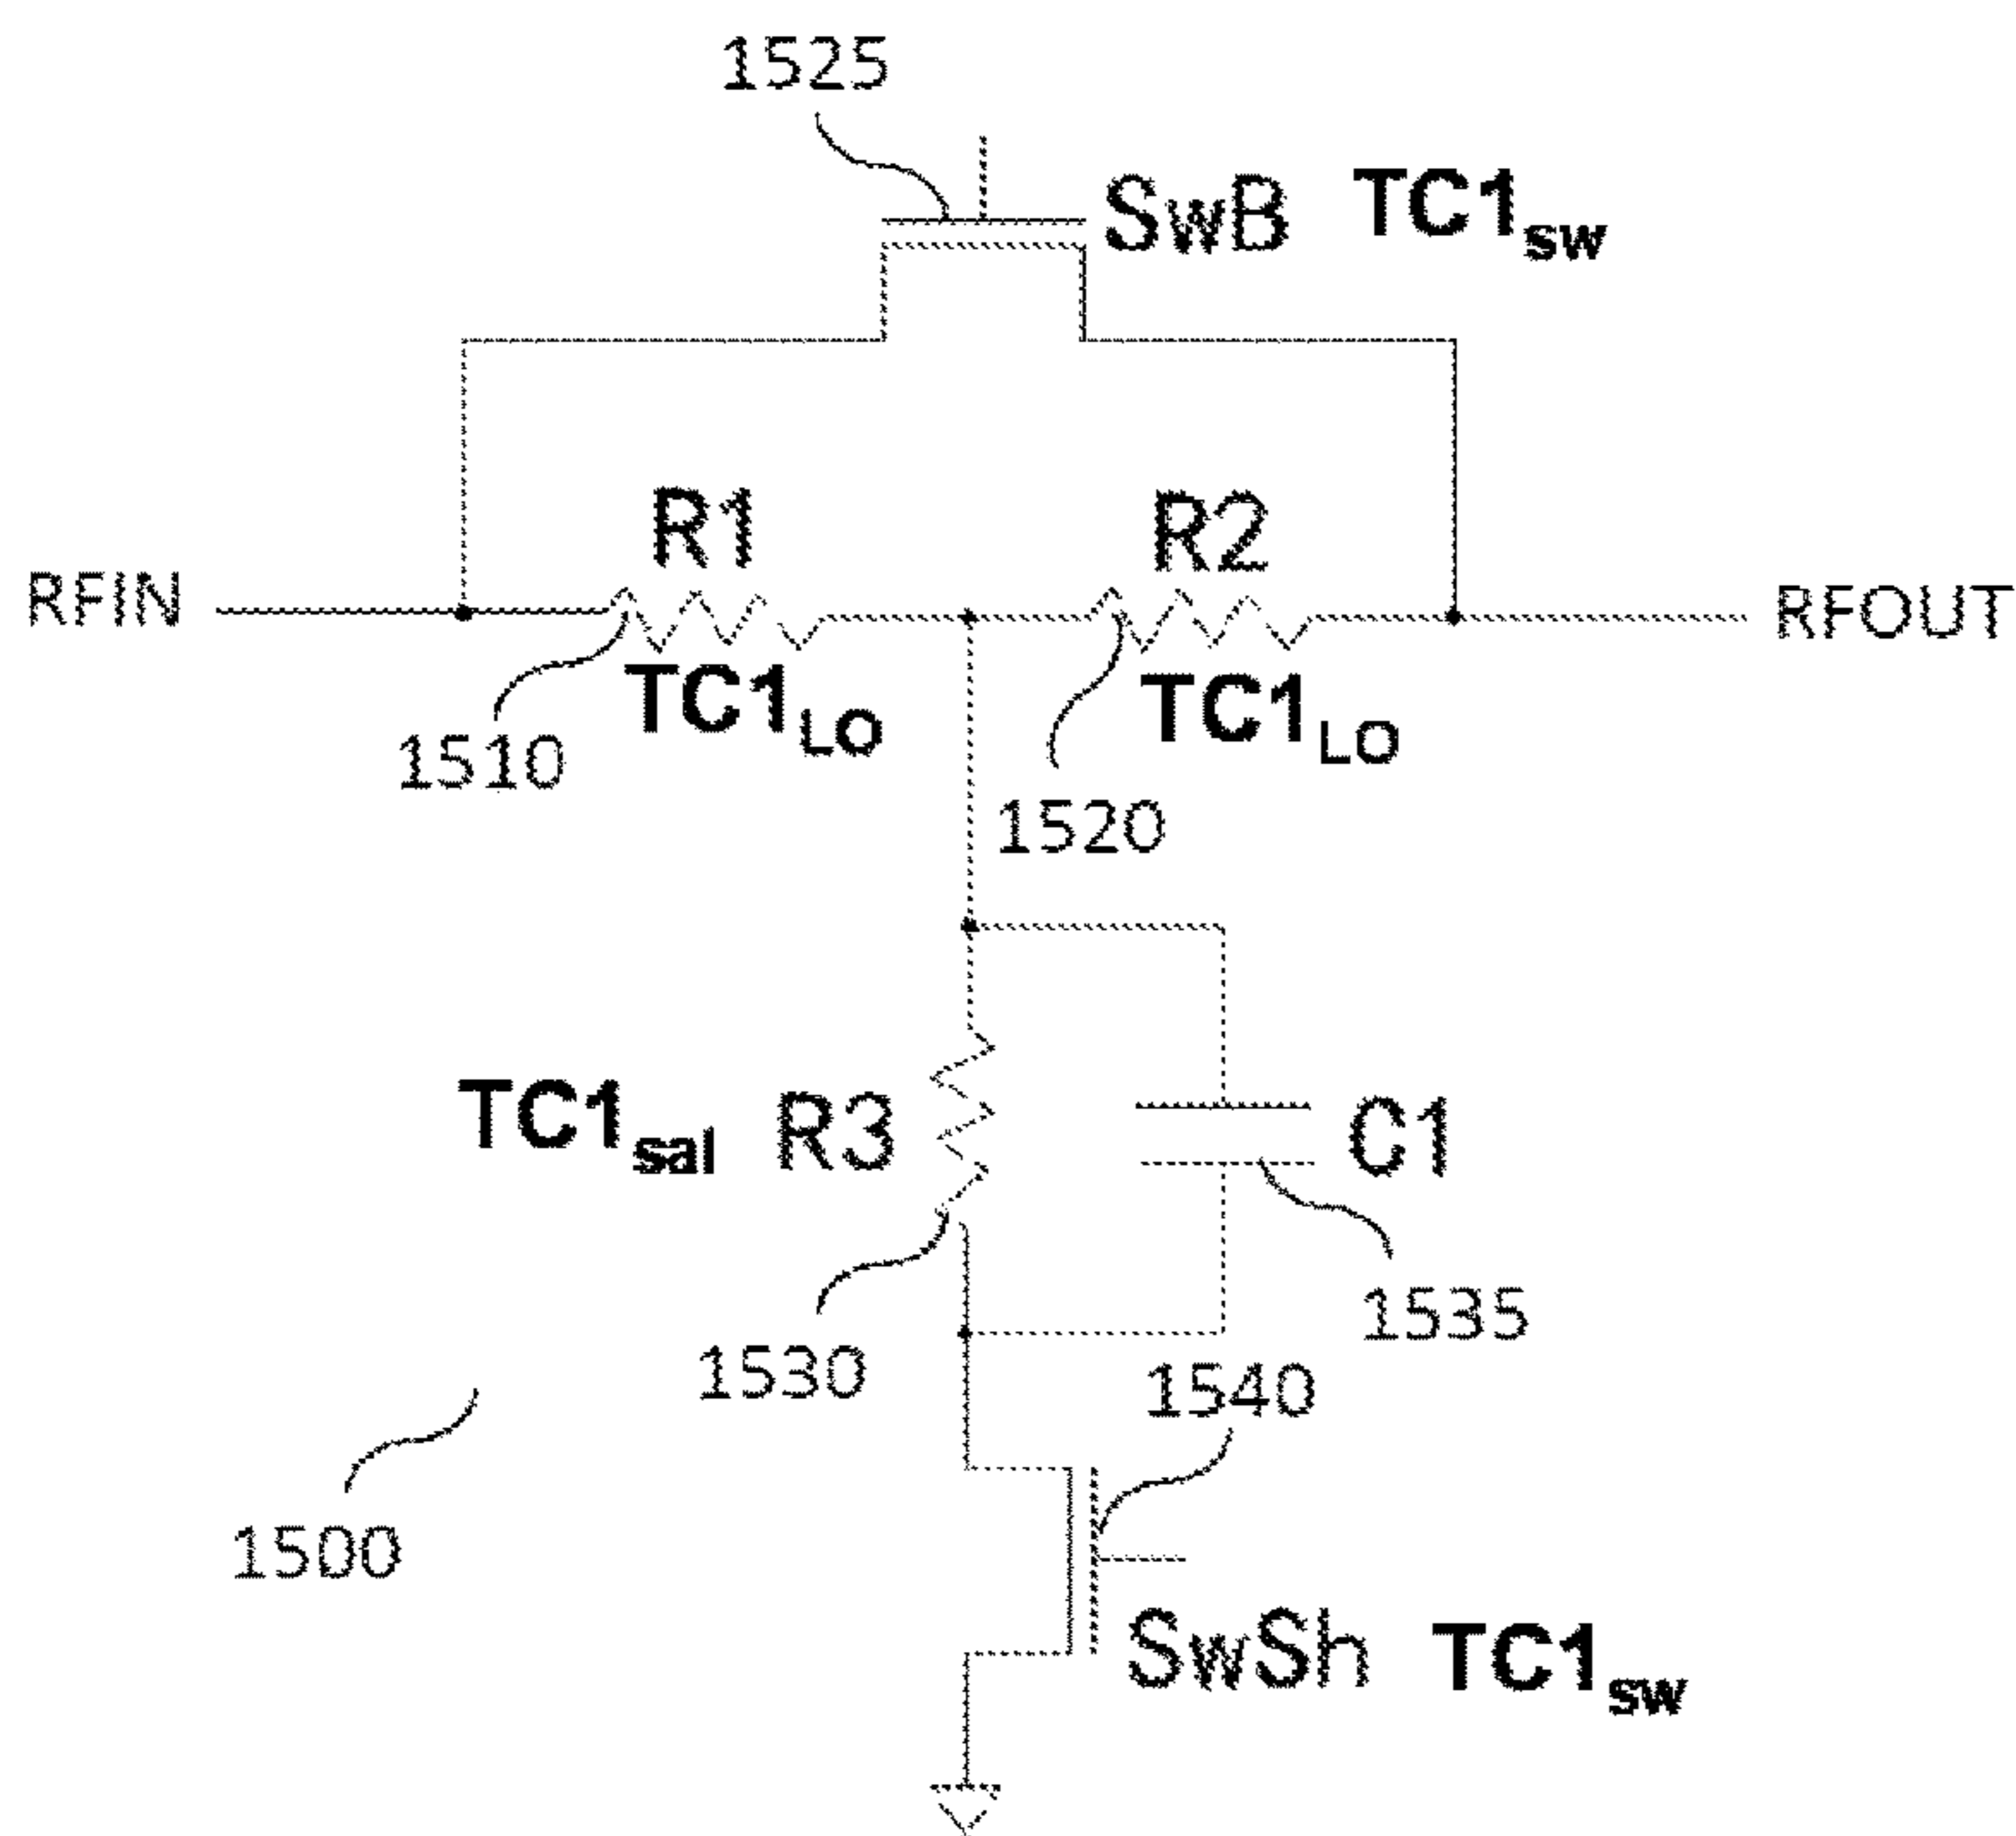 1525
SwB TC1sw
R1
R2
RFIN
RFOUT
TC1LO
TC1LO
1510
1520
TC1sal R3
C1
1530
1535
1540
1500
SwSh TC1sw